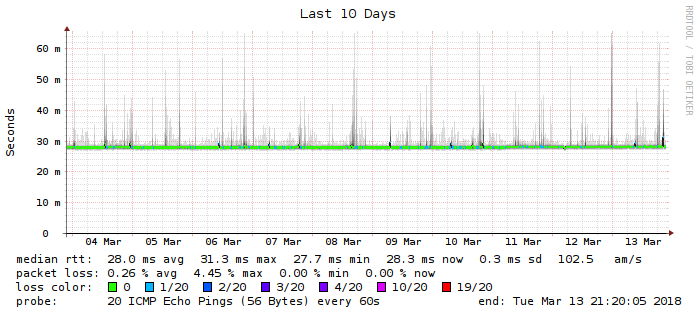 Last 10 Days
RRDTOOL / TOBI OETIKER
Seconds
60 m
50 m
40 m
30 m
20 m
10 m
0
04 Mar 05 Mar 06 Mar 07 Mar 08 Mar 09 Mar 10 Mar 11 Mar 12 Mar 13 Mar
median rtt: 28.0 ms avg 31.3 ms max 27.7 ms min 28.3 ms now 0.3 ms sd 102.5 am/s
packet loss: 0.26 % avg 4.45 % max 0.00 % min 0.00 % now
loss color: 0 1/20 2/20 3/20 4/20 10/20 19/20
probe: 20 ICMP Echo Pings (56 Bytes) every 60s end: Tue Mar 13 21:20:05 2018